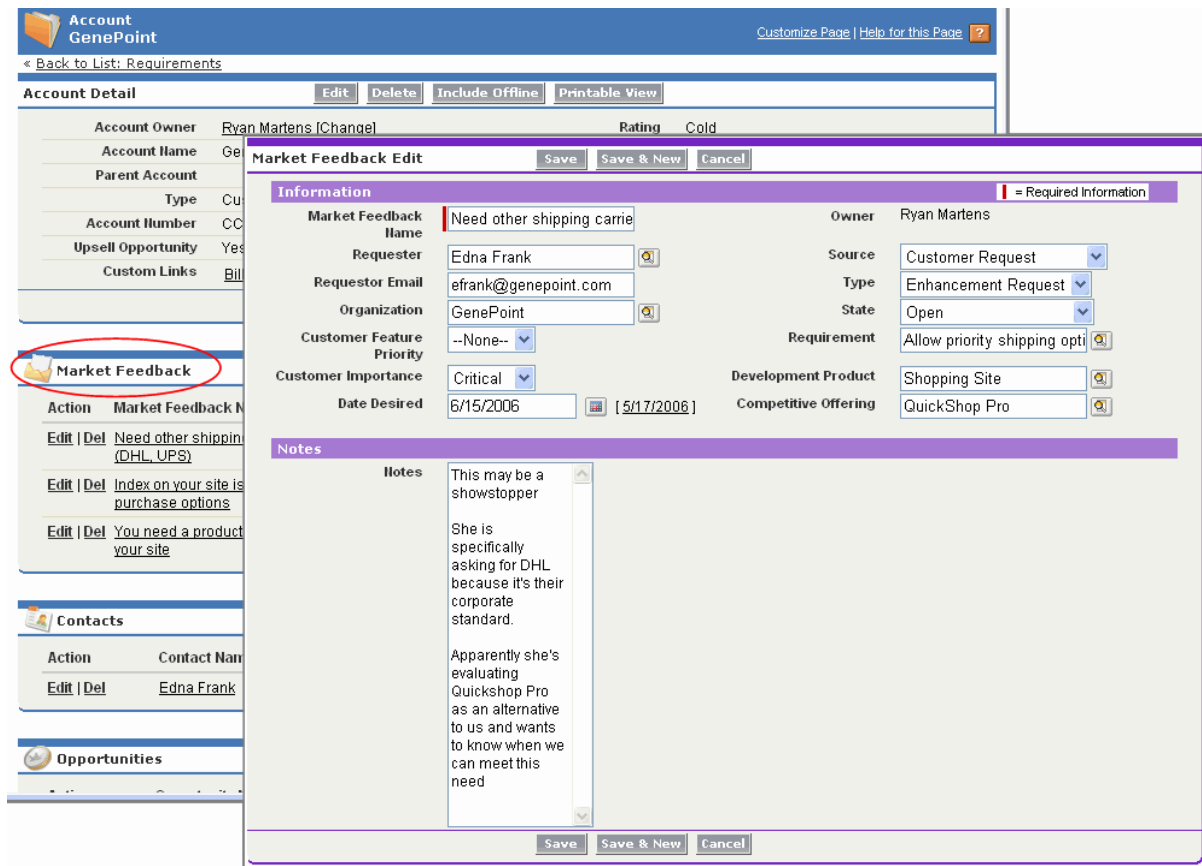 Account
GenePoint
Customize Page | Help for this Page ?
« Back to List: Requirements
Account Detail
Edit Delete Include Offline Printable View
Account Owner Ryan Martens [Change] Rating Cold
Account Name
Parent Account
Type
Account Number
Upsell Opportunity Yes
Custom Links
Market Feedback
Action Market Feedback
Edit | Del Need other shipping
(DHL, UPS)
Edit | Del Index on your site is
purchase options
Edit | Del You need a product
your site
Contacts
Action Contact
Edit | Del Edna Frank
Opportunities
Market Feedback Edit
Save Save & New Cancel
Information
= Required Information
Market Feedback
Name Need other shipping carrie
Owner Ryan Martens
Requester Edna Frank
Source Customer Request
Requestor Email efrank@genepoint.com
Type Enhancement Request
Organization GenePoint
State Open
Customer Feature
Priority --None--
Requirement Allow priority shipping opti
Customer Importance Critical
Development Product Shopping Site
Date Desired 6/15/2006 [ 5/17/2006 ]
Competitive Offering QuickShop Pro
Notes
Notes
This may be a
showstopper
She is
specifically
asking for DHL
because it's their
corporate
standard.
Apparently she's
evaluating
Quickshop Pro
as an alternative
to us and wants
to know when we
can meet this
need
Save Save & New Cancel